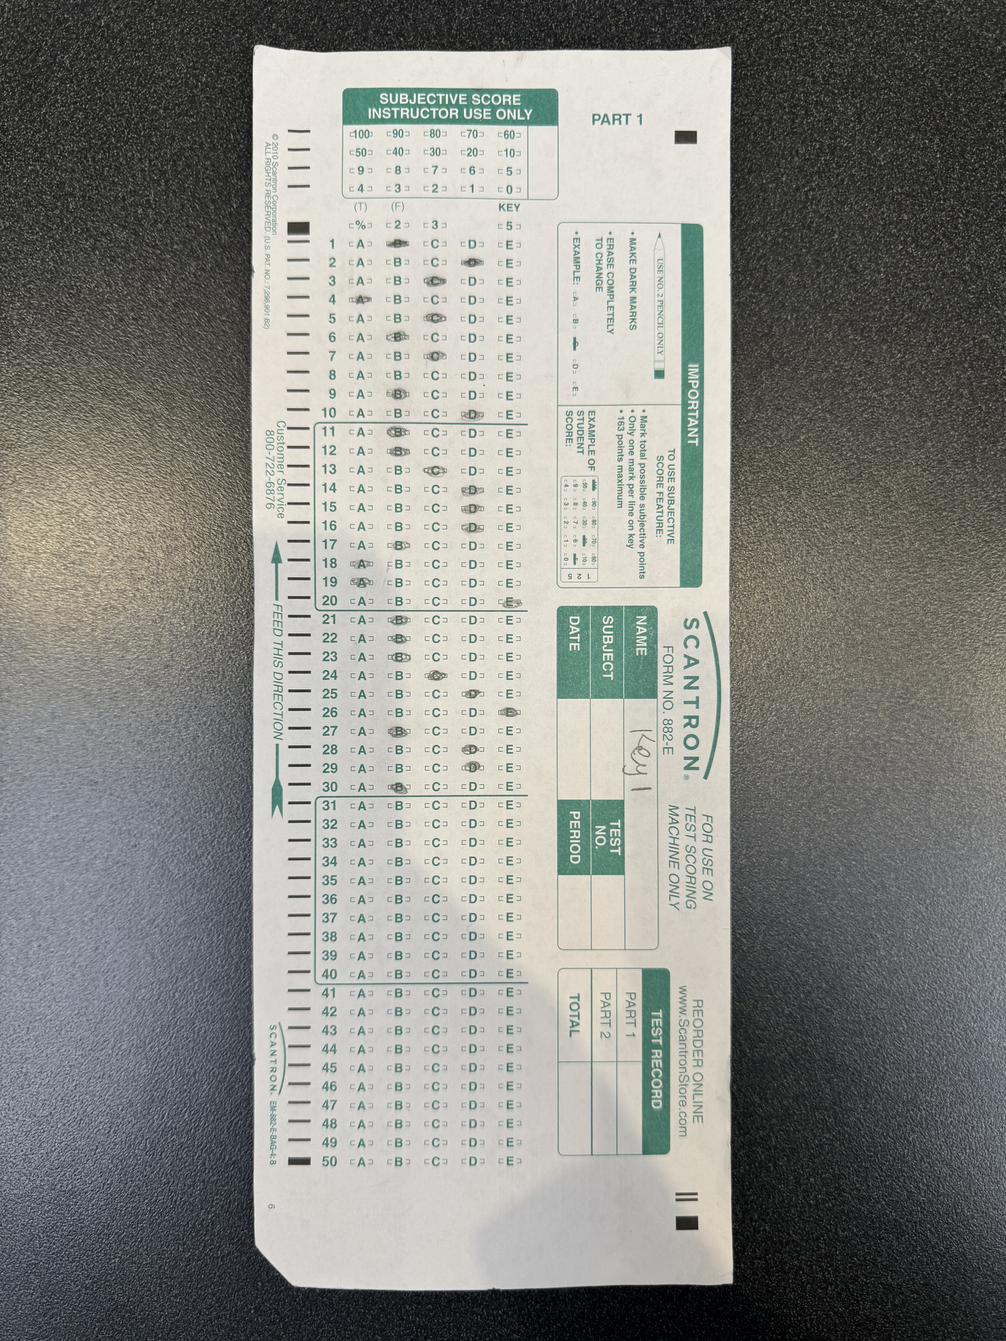 SUBJECTIVE SCORE
INSTRUCTOR USE ONLY
100 90 80 70 60
50 40 30 20 10
9 8 7 6 5
4 3 2 1 0
(T) (F) KEY
% 2 3 5
1 A B C D E
2 A B C D E
3 A B C D E
4 A B C D E
5 A B C D E
6 A B C D E
7 A B C D E
8 A B C D E
9 A B C D E
10 A B C D E
11 A B C D E
12 A B C D E
13 A B C D E
14 A B C D E
15 A B C D E
16 A B C D E
17 A B C D E
18 A B C D E
19 A B C D E
20 A B C D E
21 A B C D E
22 A B C D E
23 A B C D E
24 A B C D E
25 A B C D E
26 A B C D E
27 A B C D E
28 A B C D E
29 A B C D E
30 A B C D E
31 A B C D E
32 A B C D E
33 A B C D E
34 A B C D E
35 A B C D E
36 A B C D E
37 A B C D E
38 A B C D E
39 A B C D E
40 A B C D E
41 A B C D E
42 A B C D E
43 A B C D E
44 A B C D E
45 A B C D E
46 A B C D E
47 A B C D E
48 A B C D E
49 A B C D E
50 A B C D E
PART 1
IMPORTANT
USE NO. 2 PENCIL ONLY
• MAKE DARK MARKS
• ERASE COMPLETELY
TO CHANGE
• EXAMPLE: A B D E
TO USE SUBJECTIVE
SCORE FEATURE:
• Mark total possible subjective points
• Only one mark per line on key
• 163 points maximum
EXAMPLE OF
STUDENT
SCORE:
SCANTRON®
FORM NO. 882-E
FOR USE ON
TEST SCORING
MACHINE ONLY
NAME Key 1
SUBJECT
TEST
NO.
DATE
PERIOD
REORDER ONLINE
www.ScantronStore.com
TEST RECORD
PART 1
PART 2
TOTAL
© 2010 Scantron Corporation
ALL RIGHTS RESERVED. (U.S. PAT. NO.: 7,298,901 B2)
Customer Service
800-722-6876
FEED THIS DIRECTION
SCANTRON. EIM-882-E-BAG-4: 8
6